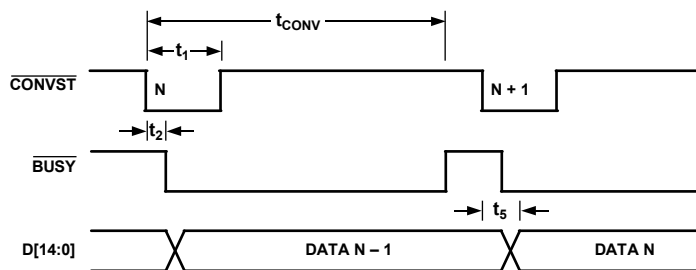 tCONV
t1
CONVST
N
N + 1
t2
BUSY
t5
D[14:0]
DATA N – 1
DATA N